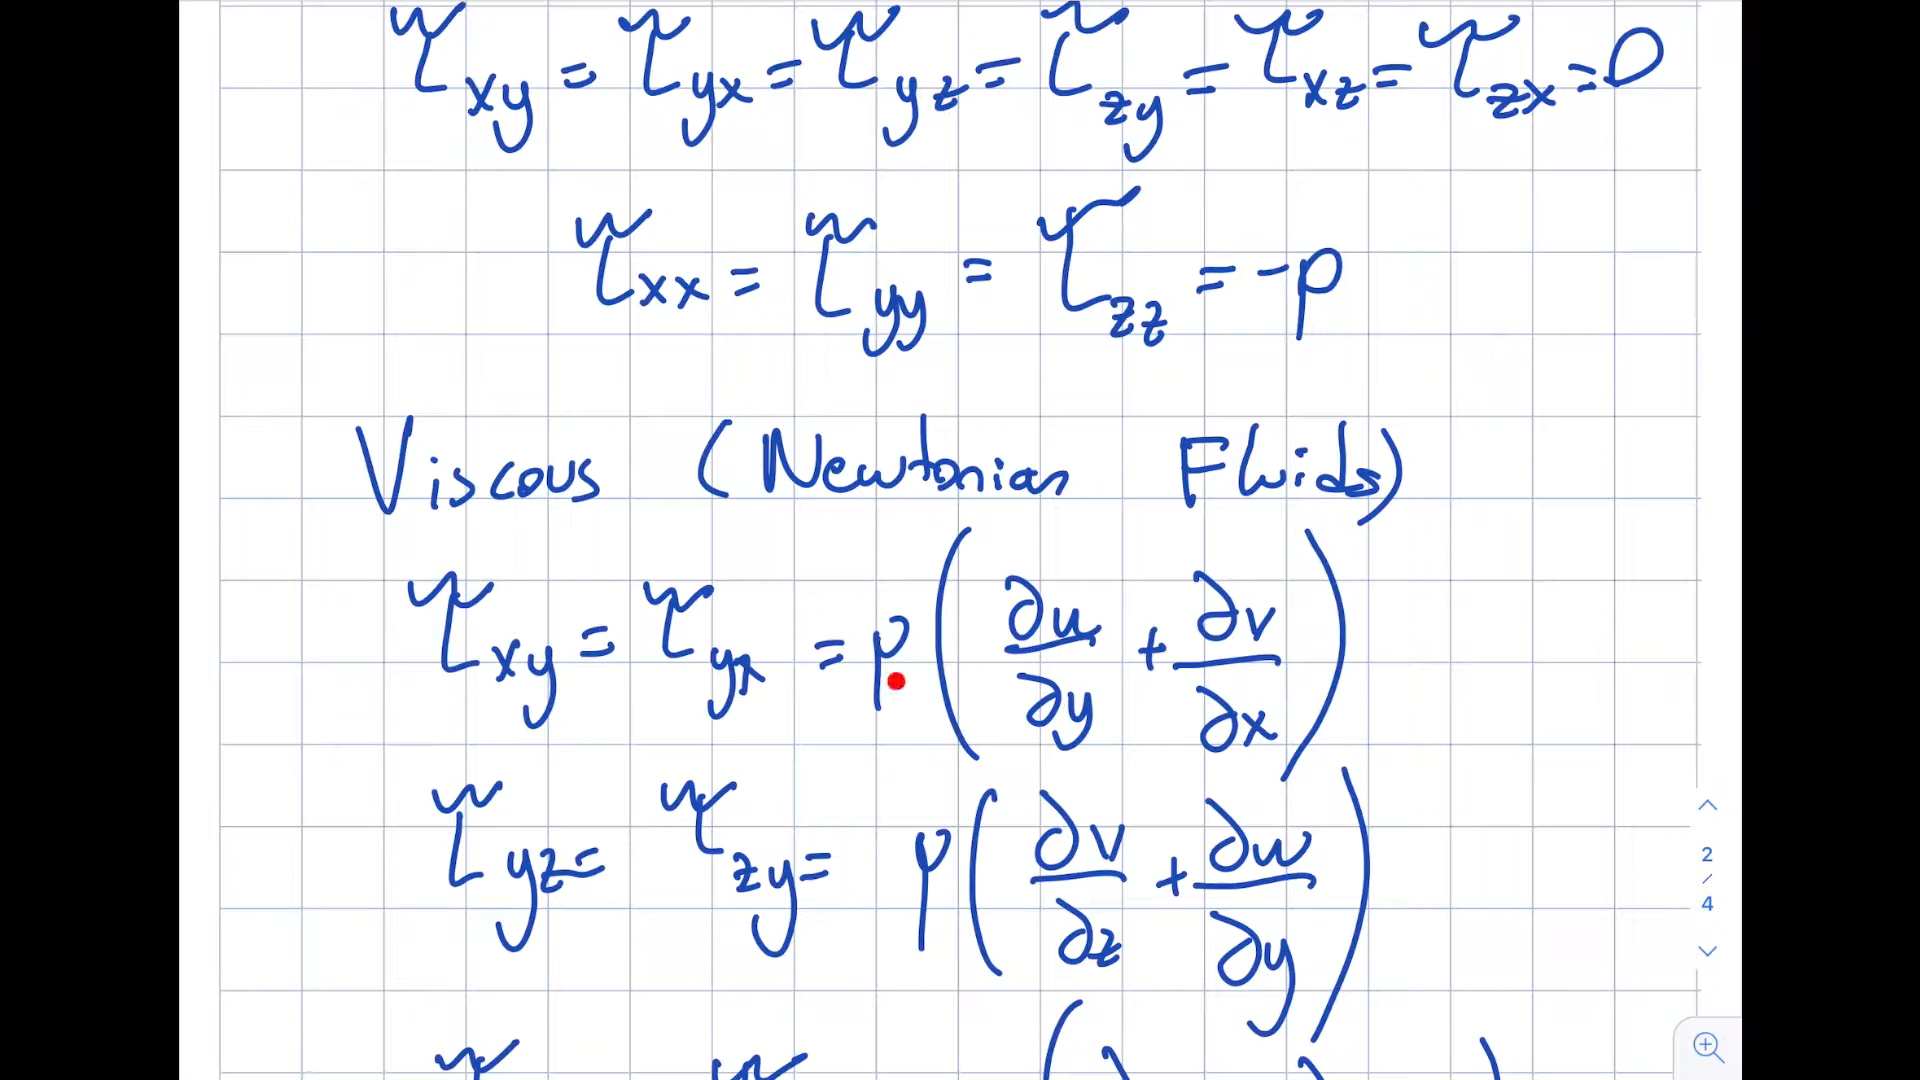 τxy = τyx = τyz = τzy = τxz = τzx = 0
τxx = τyy = τzz = -p
Viscous (Newtonian Fluids)
τxy = τyx = μ(∂u/∂y + ∂v/∂x)
τyz = τzy = μ(∂v/∂z + ∂w/∂y)
2
/
4